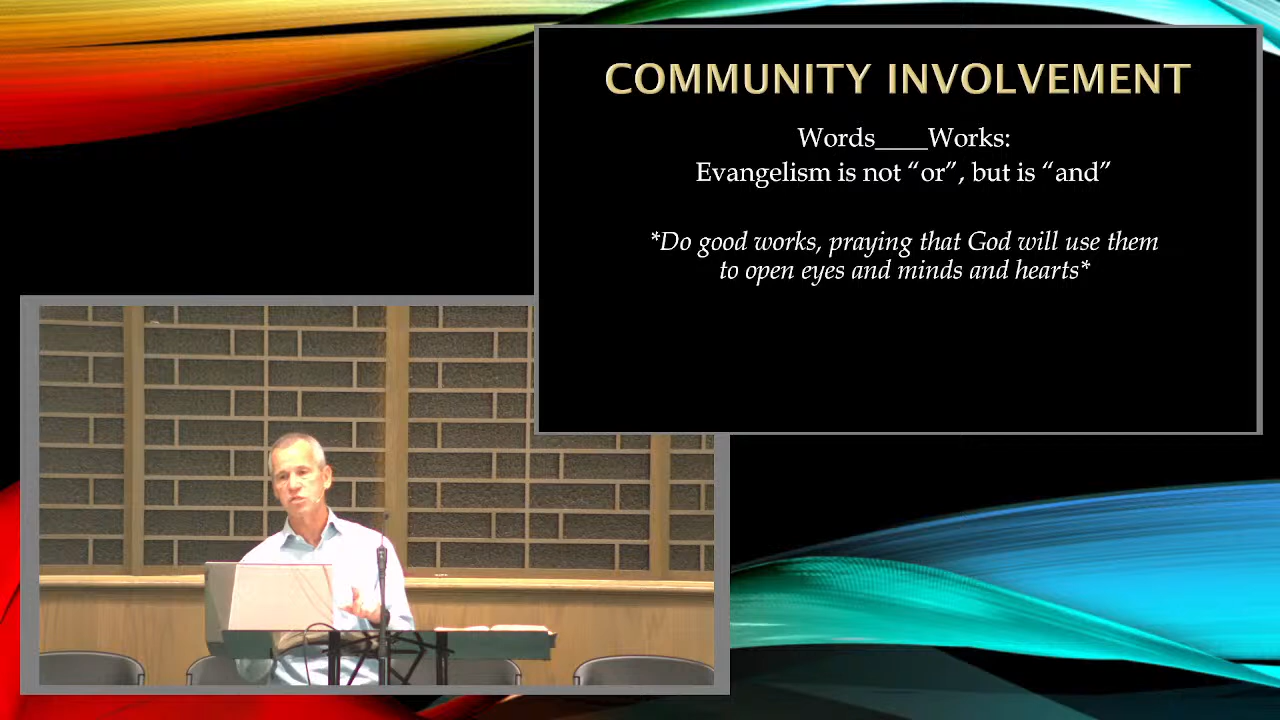 COMMUNITY INVOLVEMENT
Words____Works:
Evangelism is not “or”, but is “and”
*Do good works, praying that God will use them
to open eyes and minds and hearts*